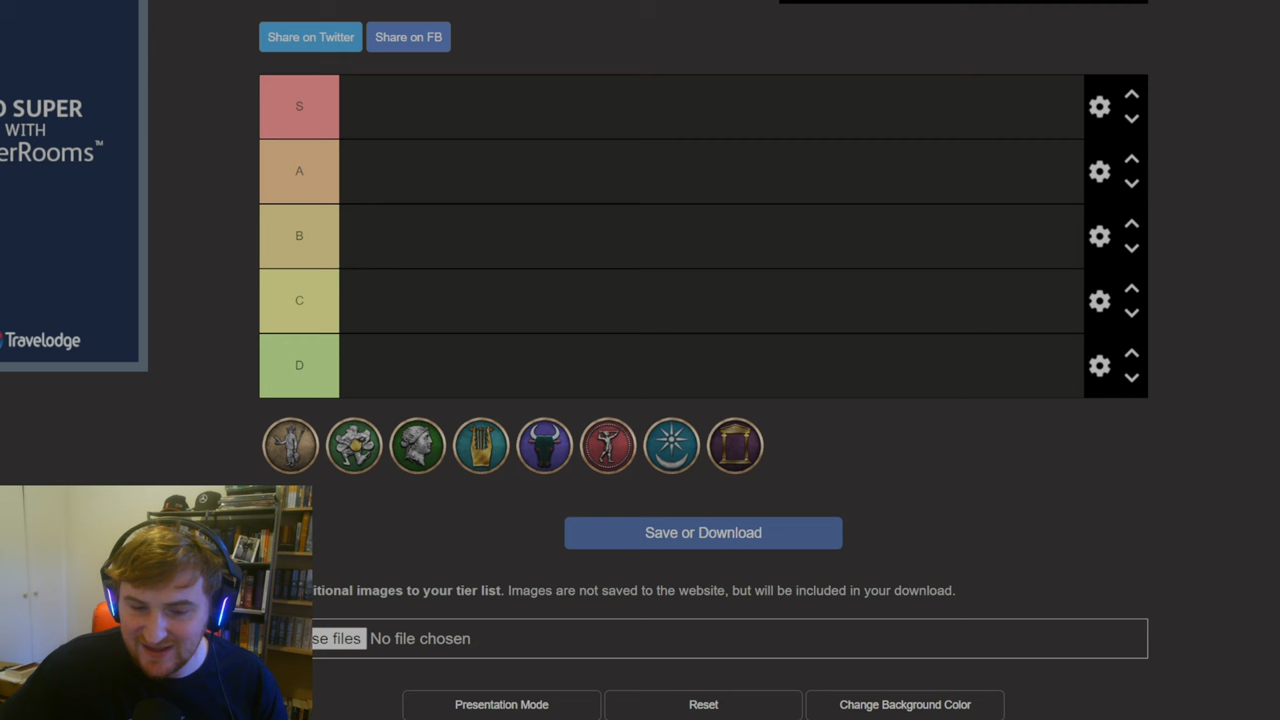 Share on Twitter
Share on FB
O SUPER
WITH
erRooms™
Travelodge
S
A
B
C
D
Save or Download
itional images to your tier list. Images are not saved to the website, but will be included in your download.
se files
No file chosen
Presentation Mode
Reset
Change Background Color